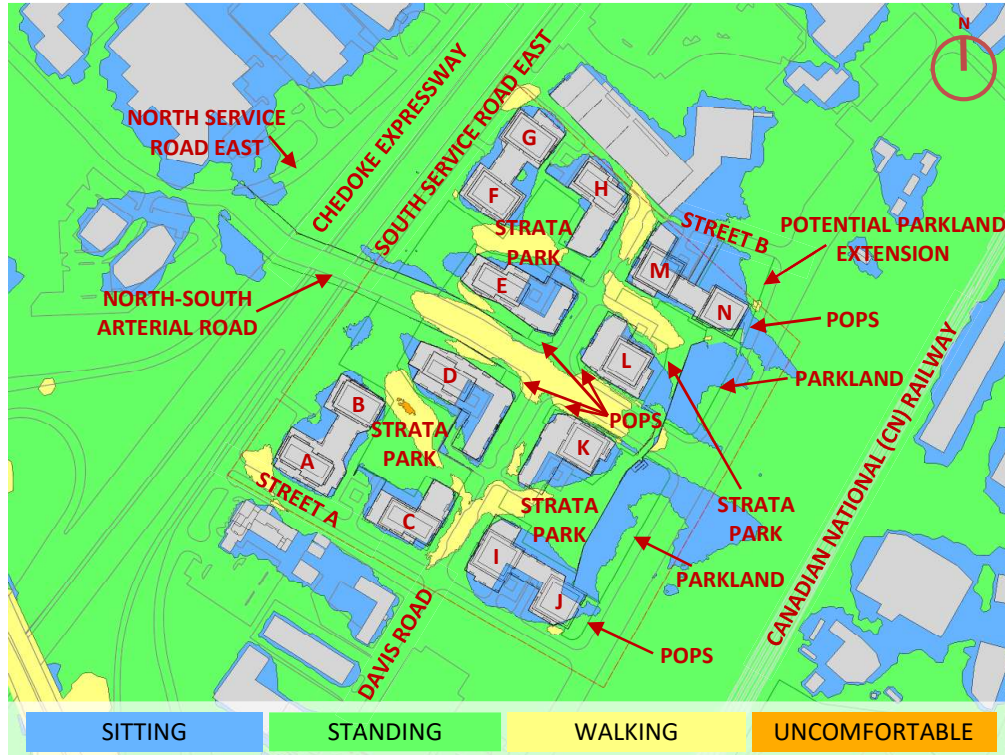 N
NORTH SERVICE
ROAD EAST
CHEDOKE EXPRESSWAY
SOUTH SERVICE ROAD EAST
G
H
F
STRATA
PARK
STREET B
POTENTIAL PARKLAND
EXTENSION
M
E
N
POPS
NORTH-SOUTH
ARTERIAL ROAD
L
PARKLAND
D
B
POPS
STRATA
PARK
K
A
STREET A
C
STRATA
PARK
STRATA
PARK
I
PARKLAND
J
POPS
DAVIS ROAD
CANADIAN NATIONAL (CN) RAILWAY
SITTING
STANDING
WALKING
UNCOMFORTABLE